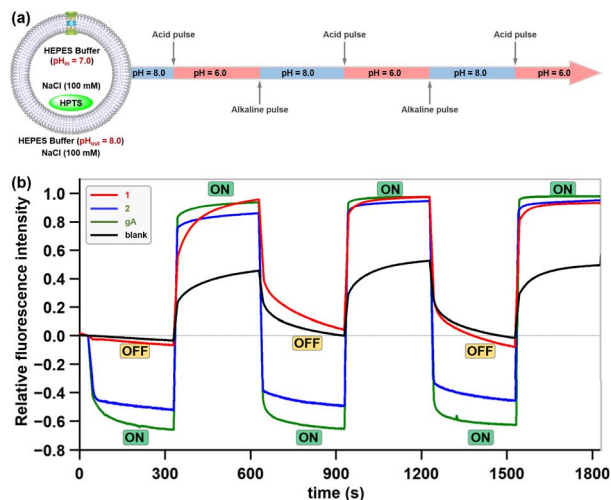 (a)
Acid pulse
Acid pulse
Acid pulse
HEPES Buffer
(pHin = 7.0)
NaCl (100 mM)
HPTS
HEPES Buffer (pHout = 8.0)
NaCl (100 mM)
pH = 8.0
pH = 6.0
pH = 8.0
pH = 6.0
pH = 8.0
pH = 6.0
Alkaline pulse
Alkaline pulse
(b)
1
2
gA
blank
ON
ON
ON
OFF
OFF
OFF
ON
ON
ON
Relative fluorescence intensity
1.0
0.8
0.6
0.4
0.2
0.0
−0.2
−0.4
−0.6
−0.8
0
300
600
900
1200
1500
1800
time (s)